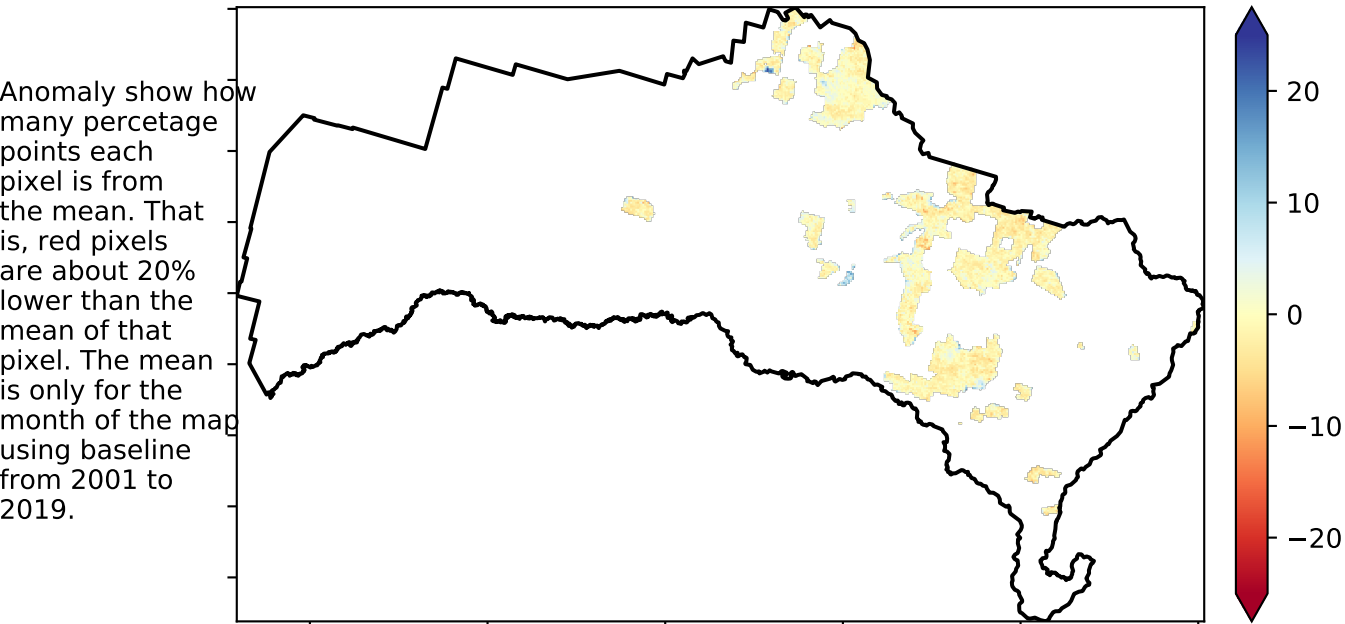 Anomaly show how
many percetage
points each
pixel is from
the mean. That
is, red pixels
are about 20%
lower than the
mean of that
pixel. The mean
is only for the
month of the map
using baseline
from 2001 to
2019.
20
10
0
−10
−20